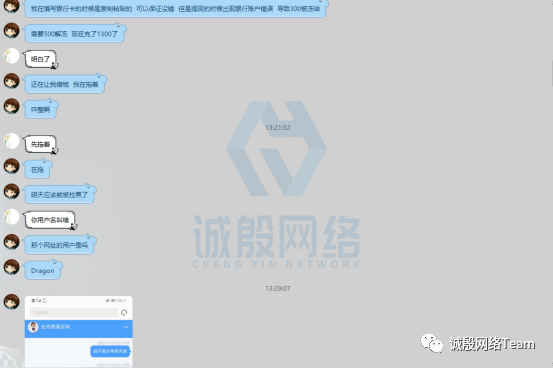 我在填写银行卡的时候是复制粘贴的 可以保证没错 但是提现的时候出现银行账户错误 导致300被冻结
需要500解冻 现在充了1300了
明白了
还在让我借钱 我在拖着
咋整啊
13:21:52
先拖着
在拖
明天应该就被拉黑了
你用户名叫啥
那个网址的用户是吗
Dragon
诚殷网络
CHENG YIN NETWORK
13:29:07
诚殷网络Team